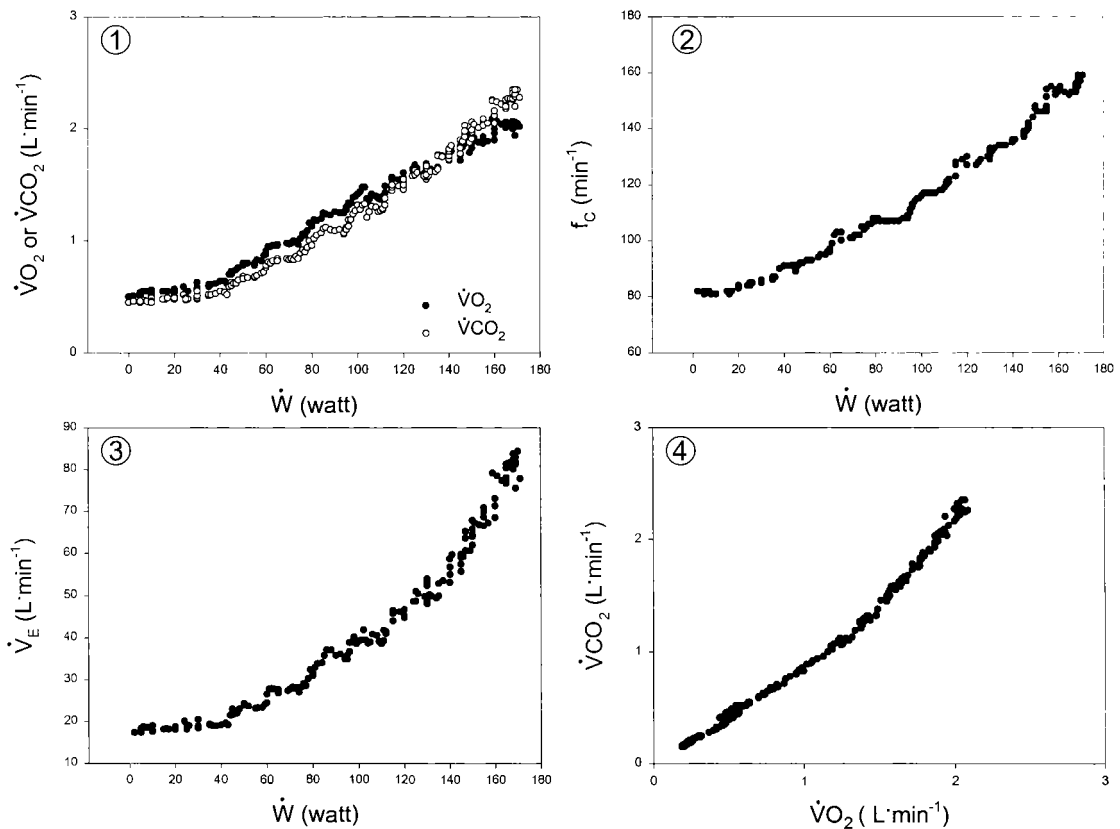 ①
V̇O₂ or V̇CO₂ (L·min⁻¹)
3
2
1
0
0 20 40 60 80 100 120 140 160 180
Ẇ (watt)
V̇O₂
V̇CO₂
②
f_C (min⁻¹)
180
160
140
120
100
80
60
0 20 40 60 80 100 120 140 160 180
Ẇ (watt)
③
V̇_E (L·min⁻¹)
90
80
70
60
50
40
30
20
10
0 20 40 60 80 100 120 140 160 180
Ẇ (watt)
④
V̇CO₂ (L·min⁻¹)
3
2
1
0
0 1 2 3
V̇O₂ ( L·min⁻¹)